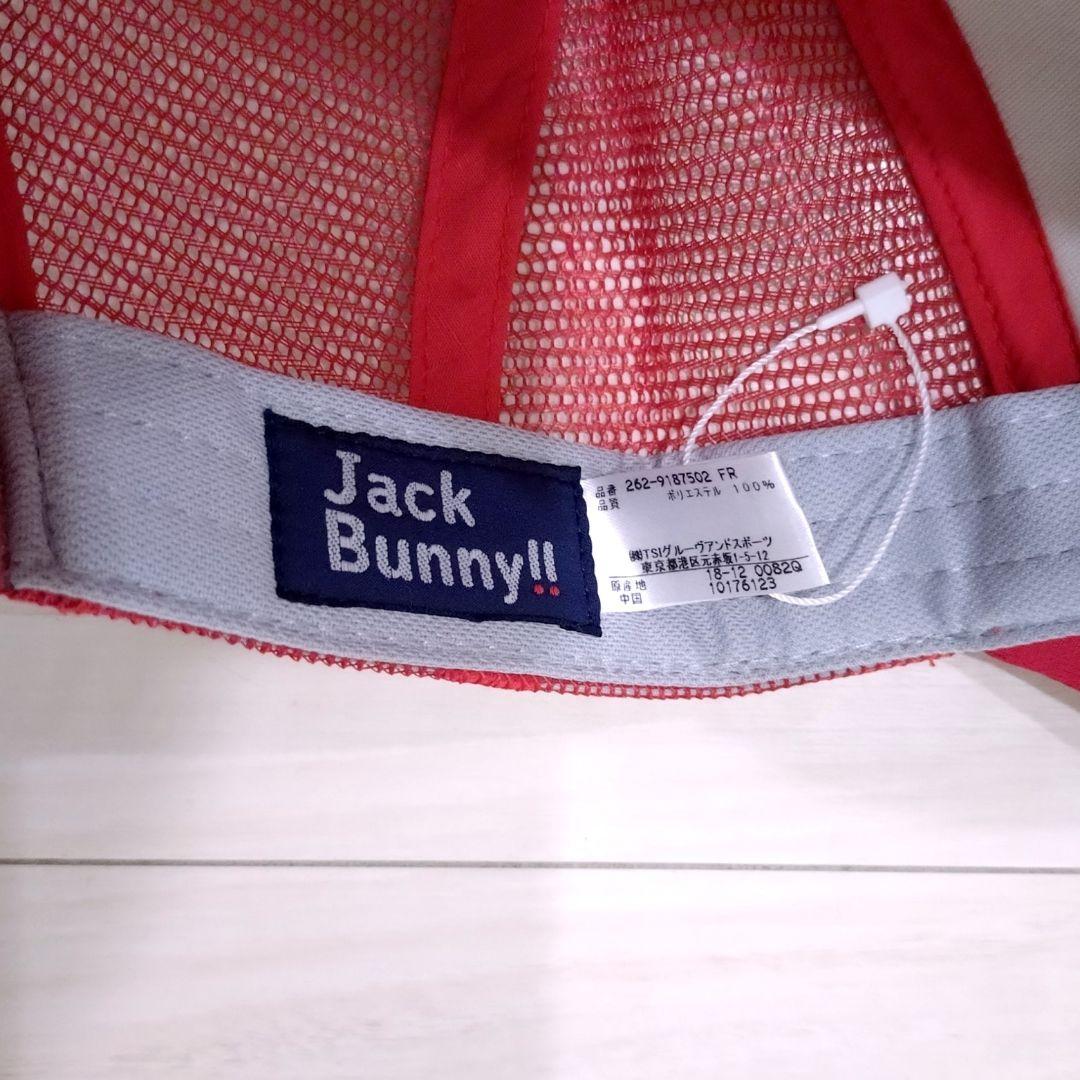 Jack
Bunny!!
品番 262-9187502 FR
品質 ポリエステル 100%
㈱TSIグルーヴアンドスポーツ
東京都港区元赤坂1-5-12
18-12 0082Q
原産地
中国 10176123